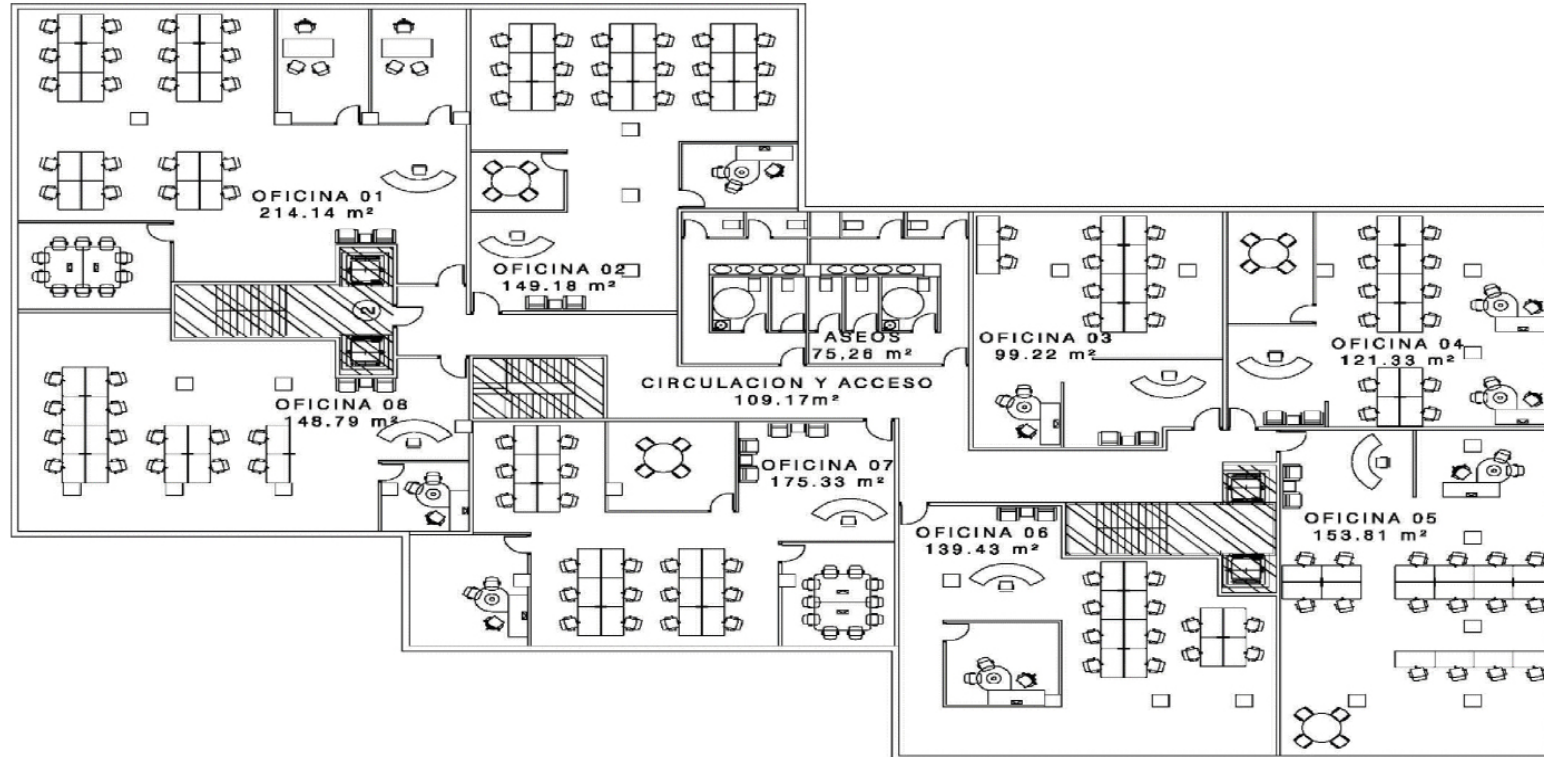 OFICINA 01
214.14 m²
OFICINA 02
149.18 m²
2
ASEOS
75,26 m²
OFICINA 03
99.22 m²
OFICINA 04
121.33 m²
CIRCULACION Y ACCESO
109.17m²
OFICINA 08
148.79 m²
OFICINA 07
175.33 m²
OFICINA 06
139.43 m²
OFICINA 05
153.81 m²